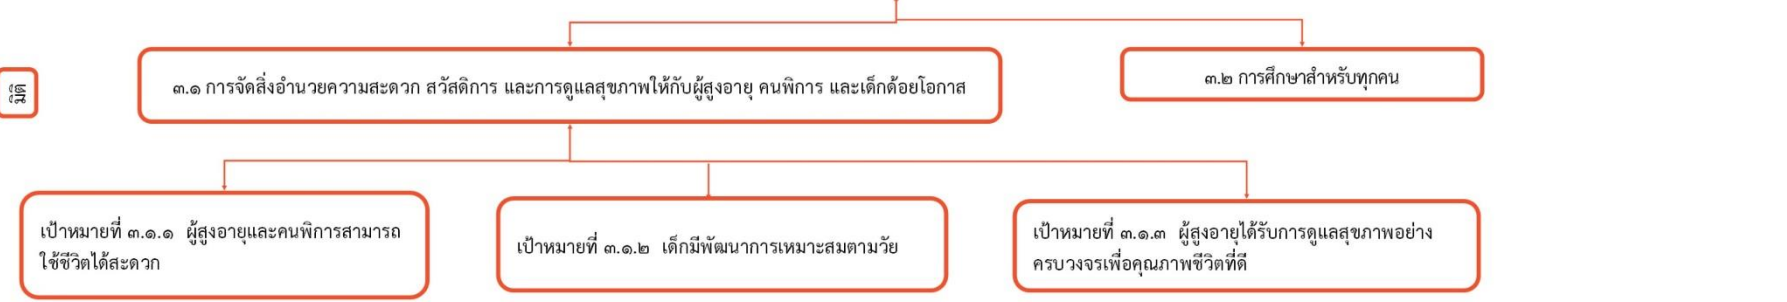 มิติ
๓.๑ การจัดสิ่งอำนวยความสะดวก สวัสดิการ และการดูแลสุขภาพให้กับผู้สูงอายุ คนพิการ และเด็กด้อยโอกาส
๓.๒ การศึกษาสำหรับทุกคน
เป้าหมายที่ ๓.๑.๑ ผู้สูงอายุและคนพิการสามารถ
ใช้ชีวิตได้สะดวก
เป้าหมายที่ ๓.๑.๒ เด็กมีพัฒนาการเหมาะสมตามวัย
เป้าหมายที่ ๓.๑.๓ ผู้สูงอายุได้รับการดูแลสุขภาพอย่าง
ครบวงจรเพื่อคุณภาพชีวิตที่ดี